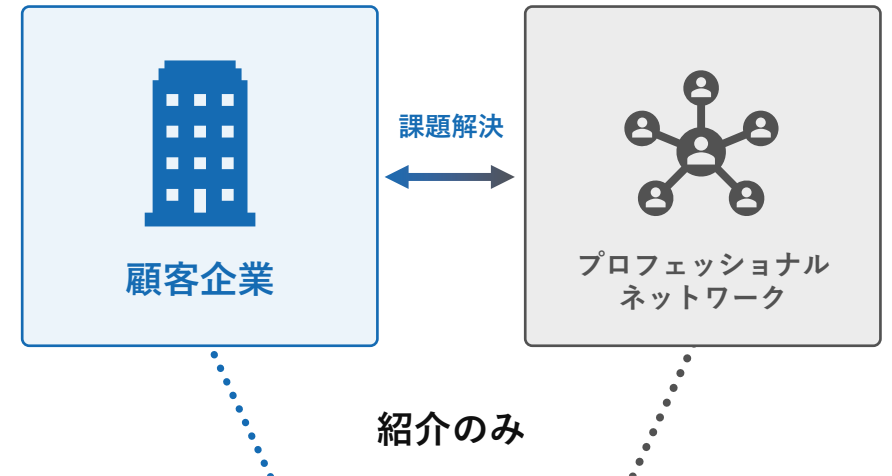 課題解決
顧客企業
プロフェッショナル
ネットワーク
紹介のみ